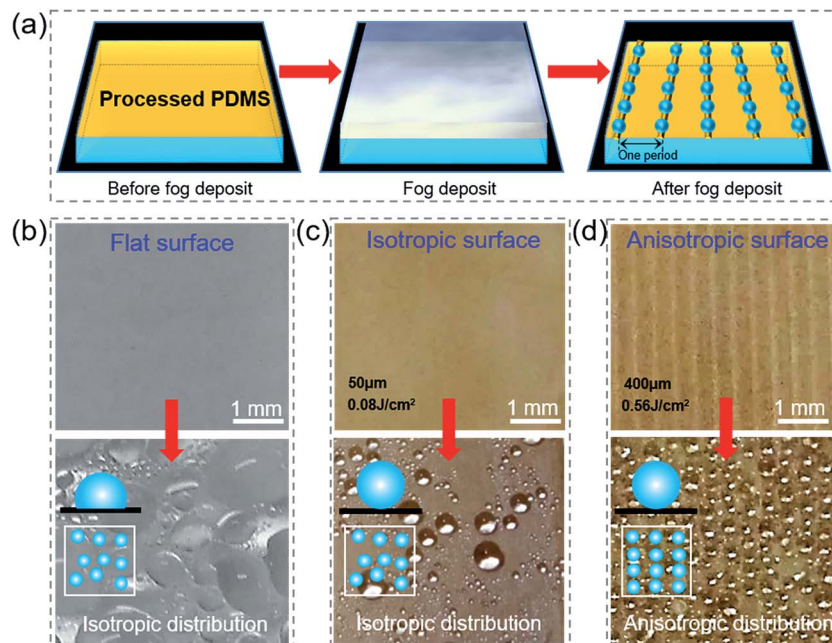 (a)
Processed PDMS
One period
Before fog deposit
Fog deposit
After fog deposit
(b)
Flat surface
1 mm
Isotropic distribution
(c)
Isotropic surface
50μm
0.08J/cm²
1 mm
Isotropic distribution
(d)
Anisotropic surface
400μm
0.56J/cm²
1 mm
Anisotropic distribution